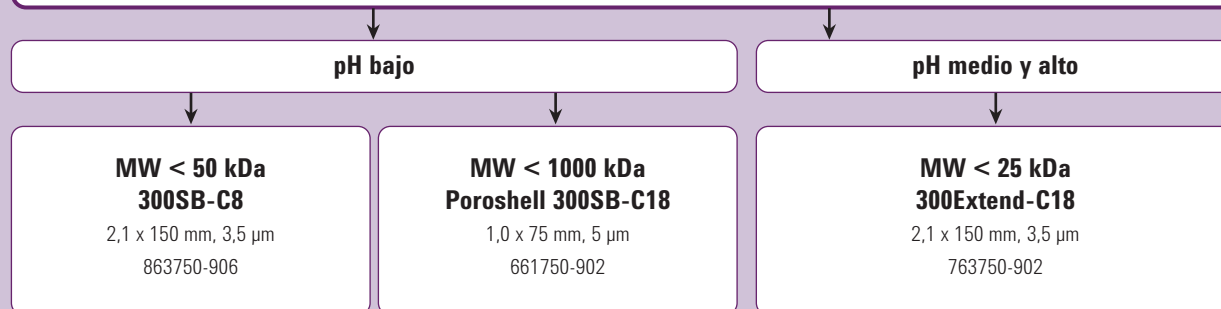 pH bajo
pH medio y alto
MW < 50 kDa
300SB-C8
2,1 x 150 mm, 3,5 µm
863750-906
MW < 1000 kDa
Poroshell 300SB-C18
1,0 x 75 mm, 5 µm
661750-902
MW < 25 kDa
300Extend-C18
2,1 x 150 mm, 3,5 µm
763750-902